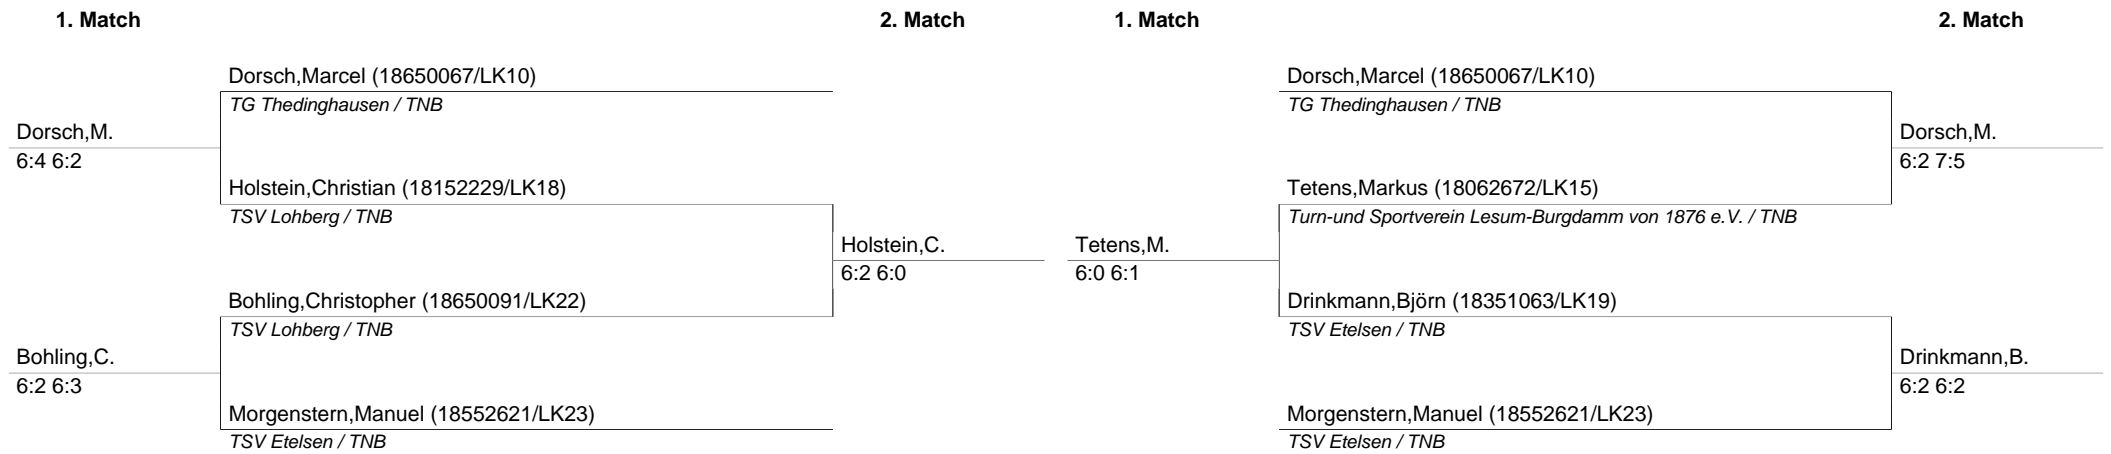 1. Match
2. Match
1. Match
2. Match
Dorsch,Marcel (18650067/LK10)
TG Thedinghausen / TNB
Dorsch,M.
6:4 6:2
Holstein,Christian (18152229/LK18)
TSV Lohberg / TNB
Holstein,C.
6:2 6:0
Bohling,Christopher (18650091/LK22)
TSV Lohberg / TNB
Bohling,C.
6:2 6:3
Morgenstern,Manuel (18552621/LK23)
TSV Etelsen / TNB
Dorsch,Marcel (18650067/LK10)
TG Thedinghausen / TNB
Dorsch,M.
6:2 7:5
Tetens,Markus (18062672/LK15)
Turn-und Sportverein Lesum-Burgdamm von 1876 e.V. / TNB
Tetens,M.
6:0 6:1
Drinkmann,Björn (18351063/LK19)
TSV Etelsen / TNB
Drinkmann,B.
6:2 6:2
Morgenstern,Manuel (18552621/LK23)
TSV Etelsen / TNB